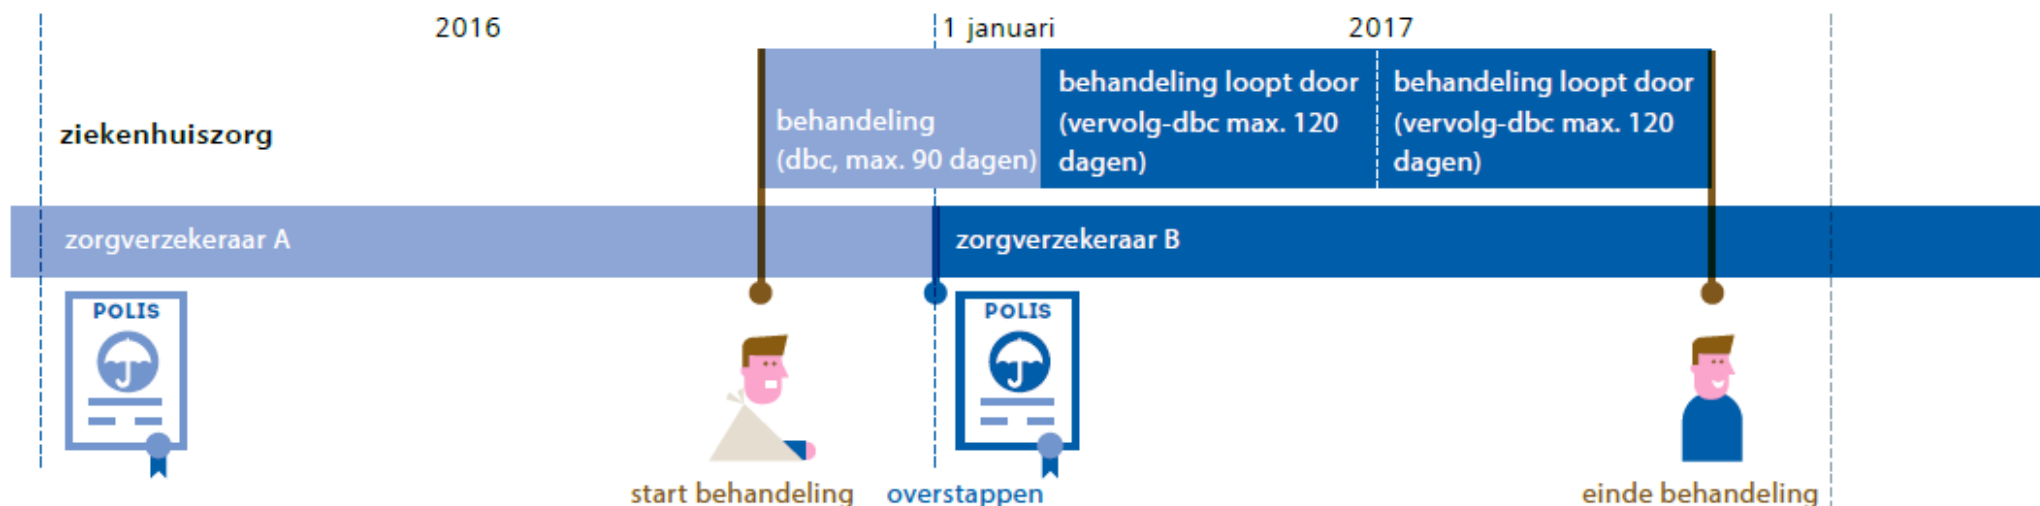 2016
1 januari
2017
ziekenhuiszorg
behandeling
(dbc, max. 90 dagen)
behandeling loopt door
(vervolg-dbc max. 120
dagen)
behandeling loopt door
(vervolg-dbc max. 120
dagen)
zorgverzekeraar A
zorgverzekeraar B
POLIS
POLIS
start behandeling
overstappen
einde behandeling